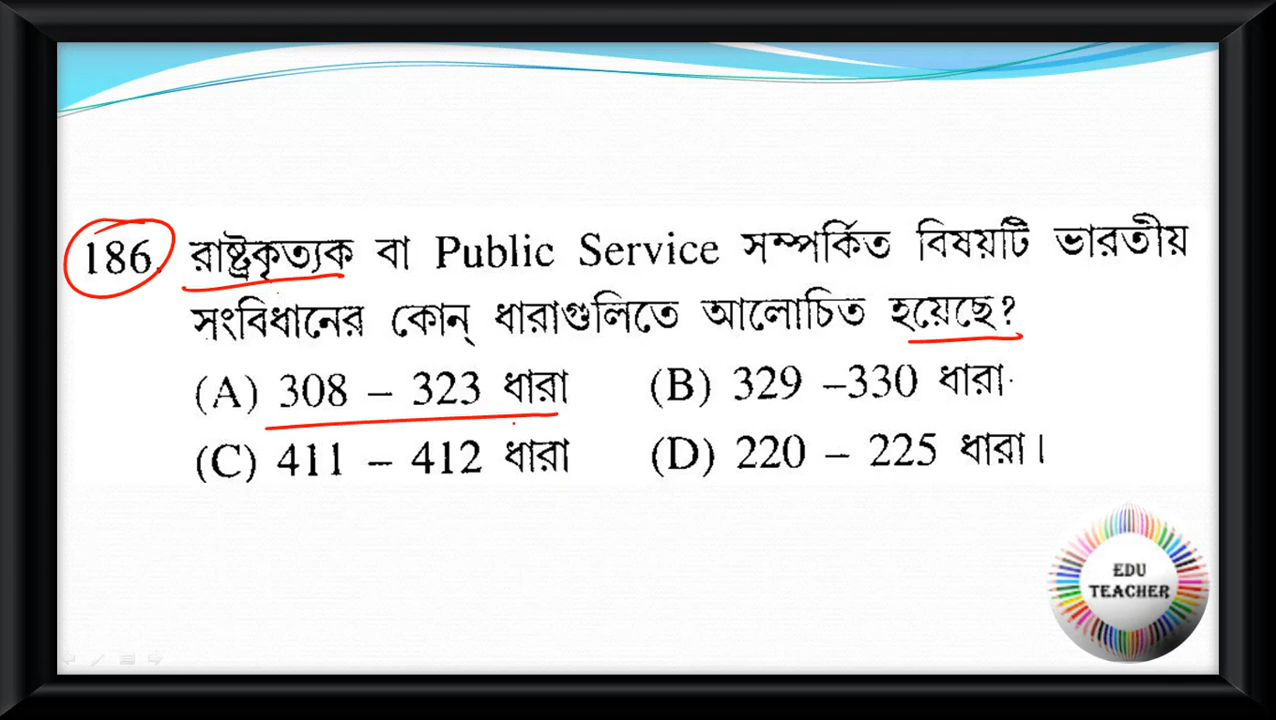 186. রাষ্ট্রকৃত্যক বা Public Service সম্পর্কিত বিষয়টি ভারতীয়
সংবিধানের কোন্ ধারাগুলিতে আলোচিত হয়েছে?
(A) 308 – 323 ধারা (B) 329 –330 ধারা
(C) 411 – 412 ধারা (D) 220 – 225 ধারা।
EDU
TEACHER